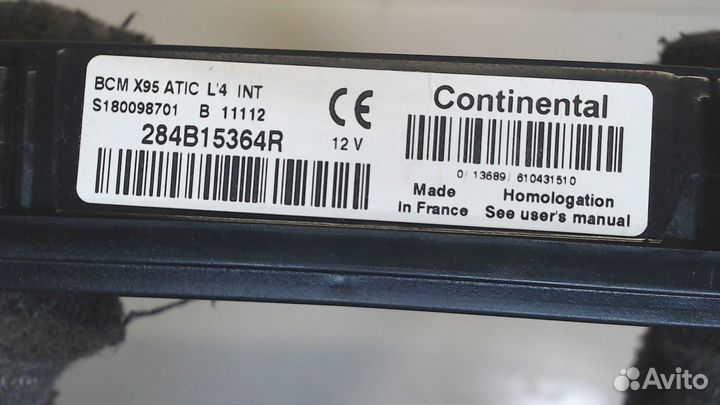 BCM X95 ATIC L'4 INT
S180098701 B 11112
284B15364R
12 V
CE
Continental
0/ 13689/ 610431510
Made
In France
Homologation
See user's manual
Avito